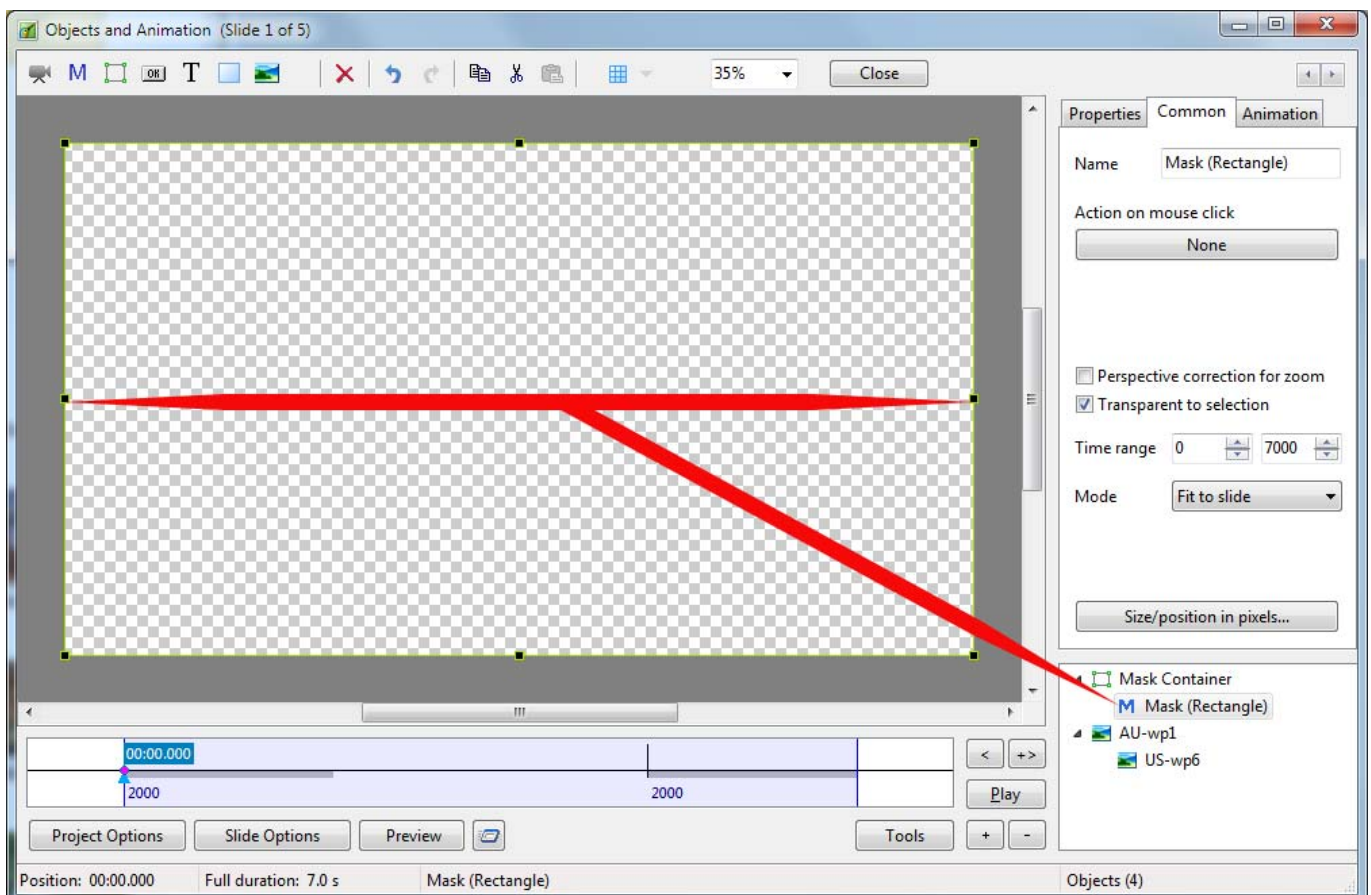 Objects and Animation (Slide 1 of 5)
M OK T 35% Close
Properties Common Animation
Name Mask (Rectangle)
Action on mouse click
None
Perspective correction for zoom
Transparent to selection
Time range 0 7000
Mode Fit to slide
Size/position in pixels...
Mask Container
M Mask (Rectangle)
AU-wp1
US-wp6
00:00.000
2000 2000
< +>
Play
Project Options Slide Options Preview Tools + -
Position: 00:00.000 Full duration: 7.0 s Mask (Rectangle) Objects (4)